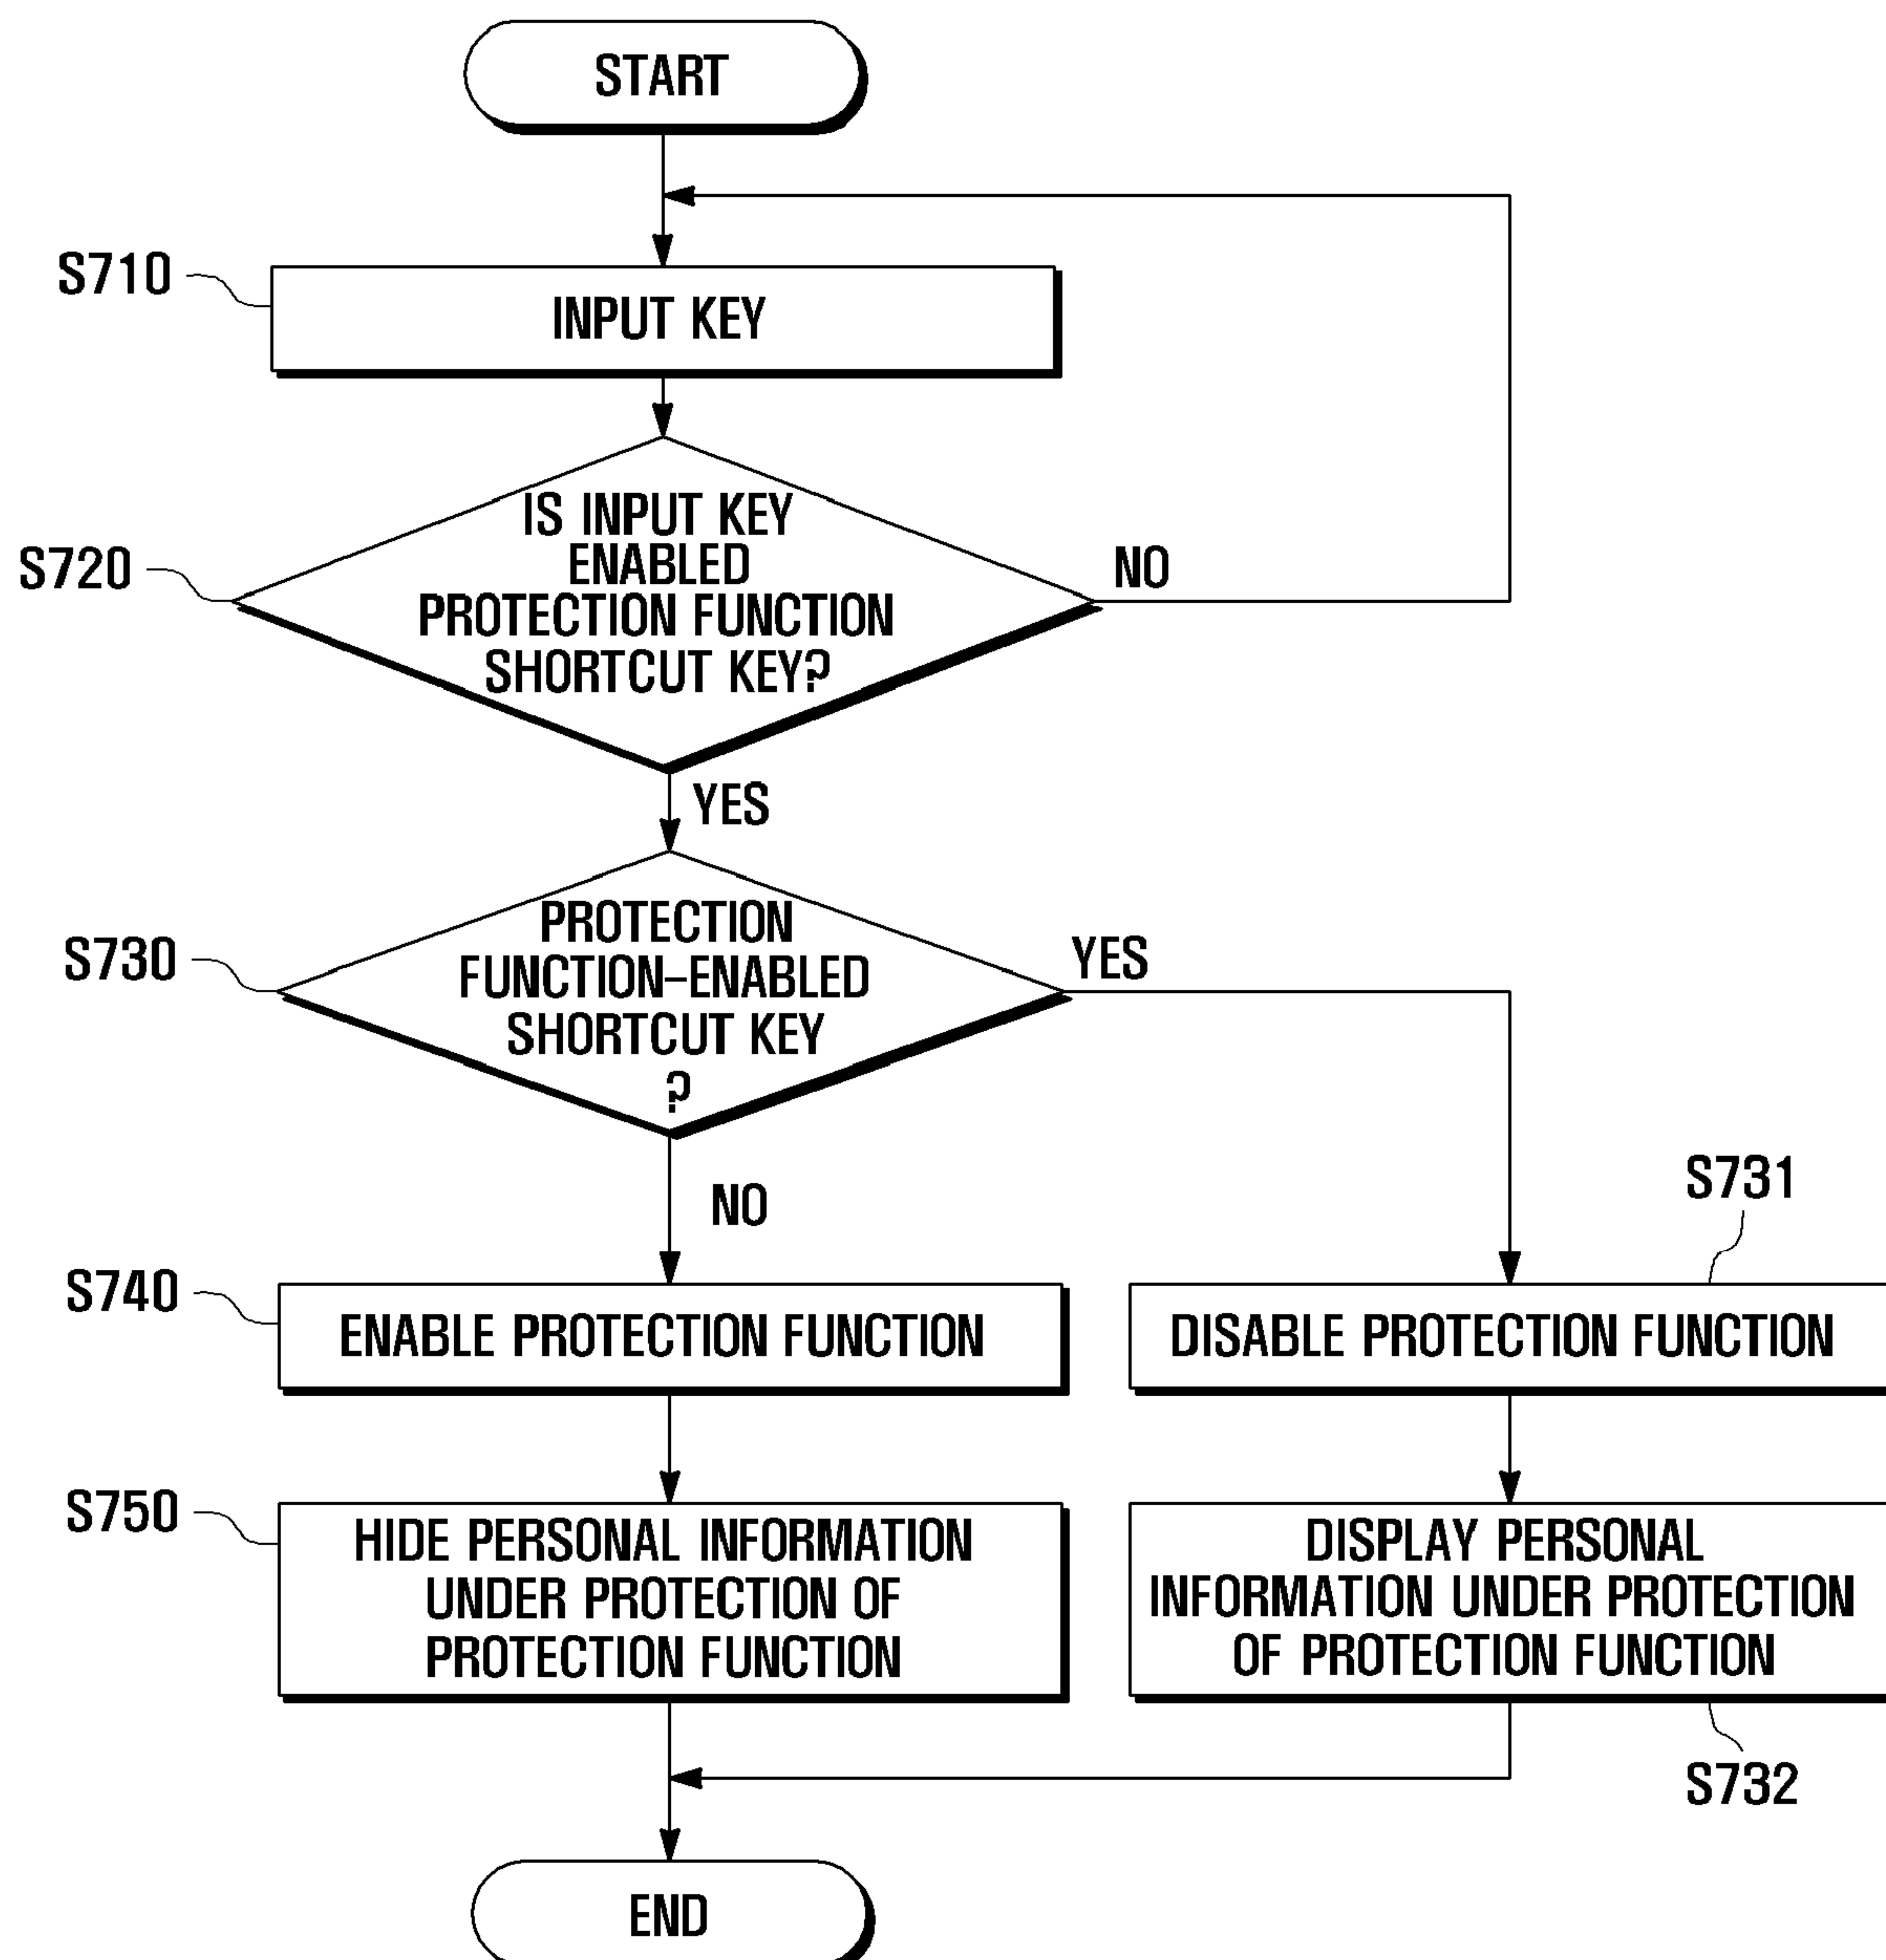 START
S710
INPUT KEY
S720
IS INPUT KEY
ENABLED
PROTECTION FUNCTION
SHORTCUT KEY?
NO
YES
S730
PROTECTION
FUNCTION-ENABLED
SHORTCUT KEY
?
YES
NO
S731
S740
ENABLE PROTECTION FUNCTION
DISABLE PROTECTION FUNCTION
S750
HIDE PERSONAL INFORMATION
UNDER PROTECTION OF
PROTECTION FUNCTION
DISPLAY PERSONAL
INFORMATION UNDER PROTECTION
OF PROTECTION FUNCTION
S732
END